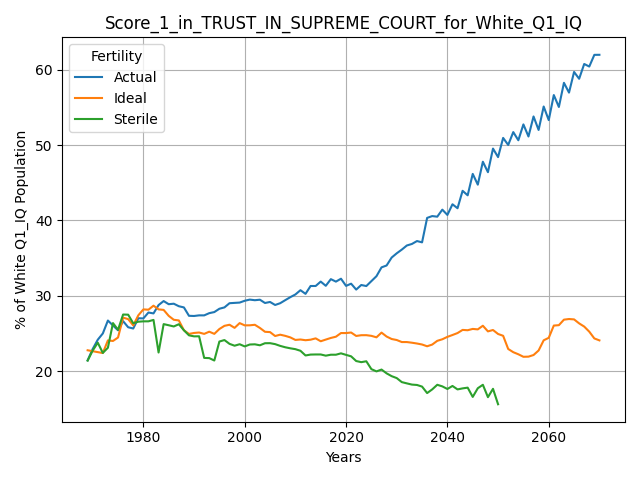 Score_1_in_TRUST_IN_SUPREME_COURT_for_White_Q1_IQ
Fertility
Actual
Ideal
Sterile
% of White Q1_IQ Population
60
50
40
30
20
1980
2000
2020
2040
2060
Years